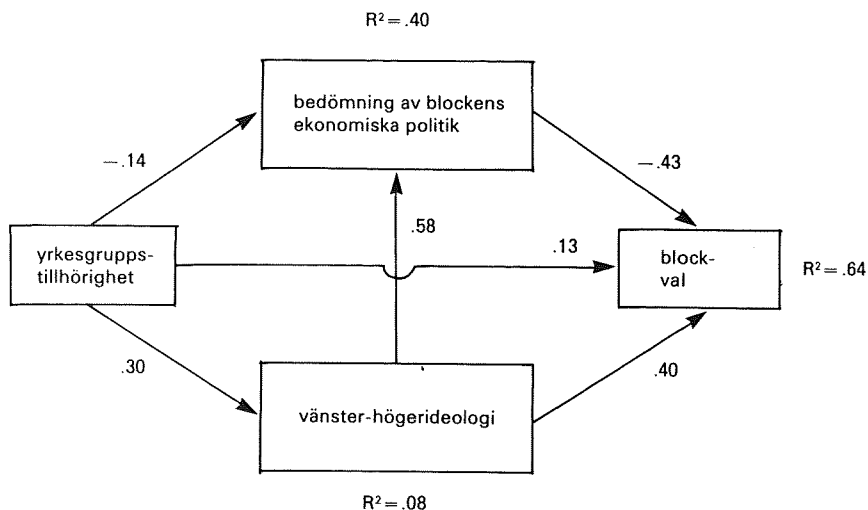 R² = .40
bedömning av blockens
ekonomiska politik
—.14
—.43
.58
.13
yrkesgrupps-
tillhörighet
block-
val
R² = .64
.30
.40
vänster-högerideologi
R² = .08